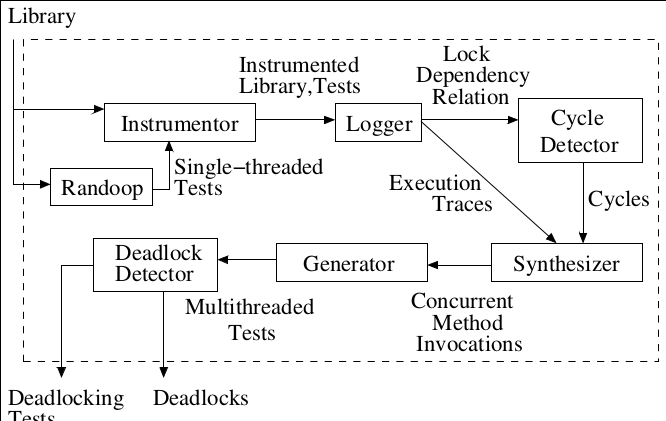 Library
Instrumented
Library,Tests
Lock
Dependency
Relation
Instrumentor
Logger
Cycle
Detector
Single−threaded
Tests
Randoop
Execution
Traces
Cycles
Deadlock
Detector
Generator
Synthesizer
Multithreaded
Tests
Concurrent
Method
Invocations
Deadlocking
Tests
Deadlocks